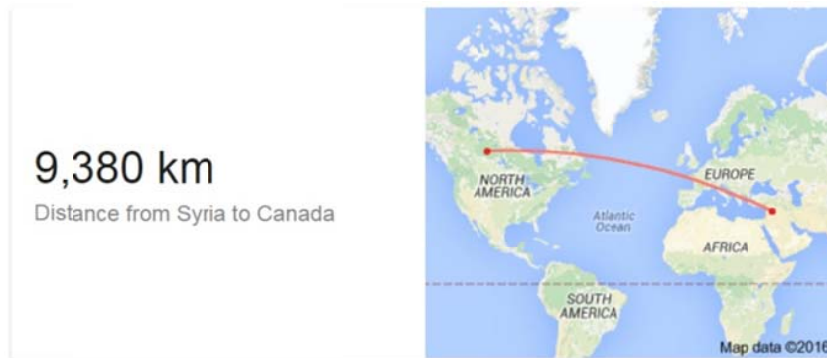 9,380 km
Distance from Syria to Canada
NORTH
AMERICA
EUROPE
Atlantic
Ocean
AFRICA
SOUTH
AMERICA
Map data ©2016